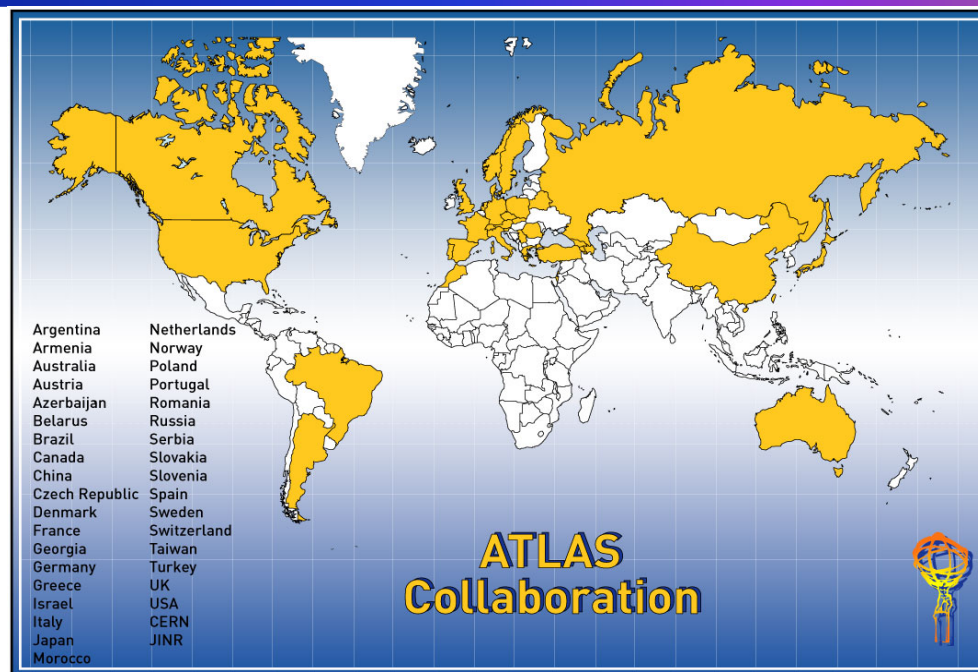 Argentina
Armenia
Australia
Austria
Azerbaijan
Belarus
Brazil
Canada
China
Czech Republic
Denmark
France
Georgia
Germany
Greece
Israel
Italy
Japan
Morocco
Netherlands
Norway
Poland
Portugal
Romania
Russia
Serbia
Slovakia
Slovenia
Spain
Sweden
Switzerland
Taiwan
Turkey
UK
USA
CERN
JINR
ATLAS
Collaboration